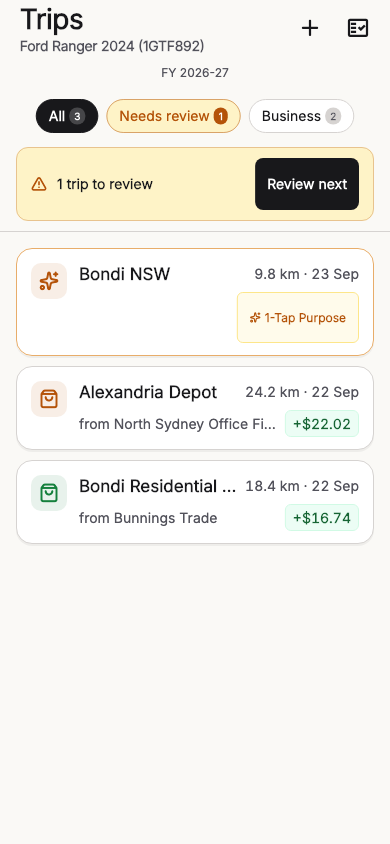 Trips
Ford Ranger 2024 (1GTF892)
FY 2026-27
All 3 Needs review 1 Business 2
1 trip to review Review next
Bondi NSW 9.8 km · 23 Sep
1-Tap Purpose
Alexandria Depot 24.2 km · 22 Sep
from North Sydney Office Fi... +$22.02
Bondi Residential ... 18.4 km · 22 Sep
from Bunnings Trade +$16.74